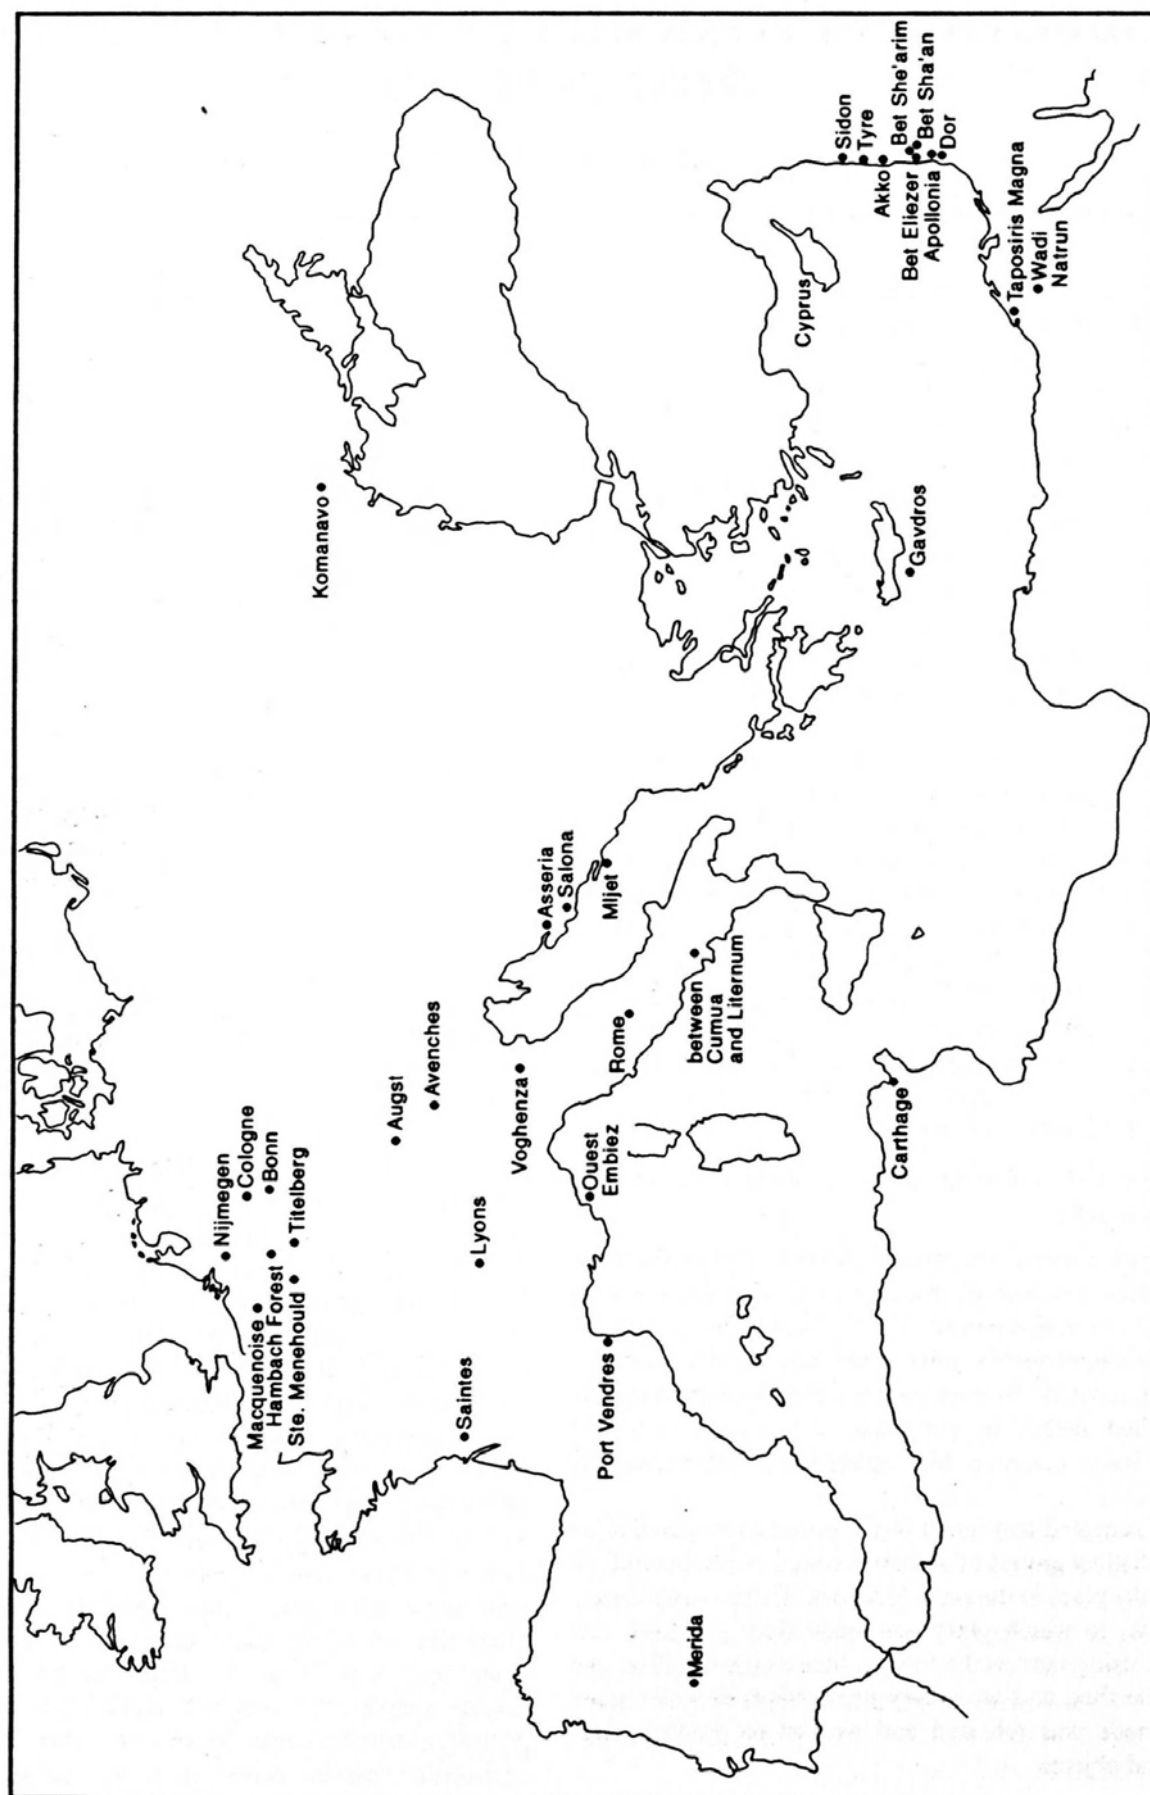 Nijmegen
Cologne
Bonn
Titelberg
Macquenoise
Hambach Forest
Ste. Menehould
Augst
Avenches
Lyons
Saintes
Voghenza
Ouest
Embiez
Port Vendres
Merida
Rome
between
Cumua
and Liternum
Asseria
Salona
Mljet
Carthage
Komanavo
Gavdros
Cyprus
Sidon
Tyre
Akko
Bet She'arim
Bet Sha'an
Bet Eliezer
Apollonia
Dor
Taposiris Magna
Wadi
Natrun